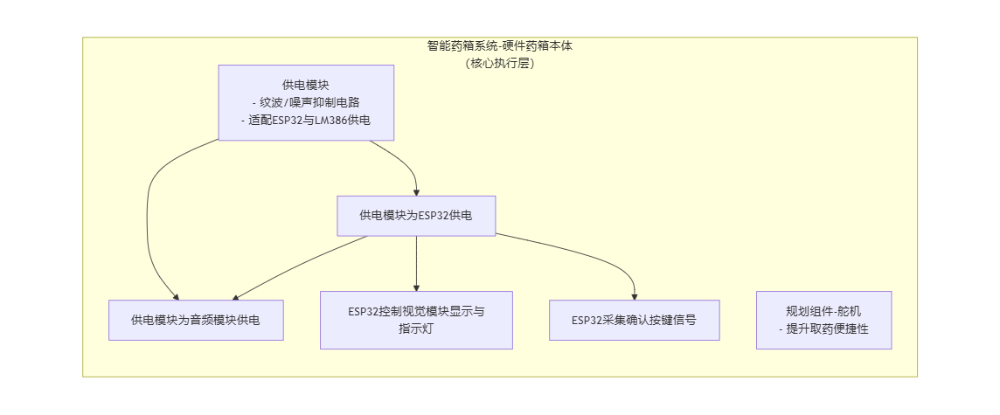 智能药箱系统-硬件药箱本体
（核心执行层）
供电模块
- 纹波/噪声抑制电路
- 适配ESP32与LM386供电
供电模块为ESP32供电
供电模块为音频模块供电
ESP32控制视觉模块显示与
指示灯
ESP32采集确认按键信号
规划组件-舵机
- 提升取药便捷性